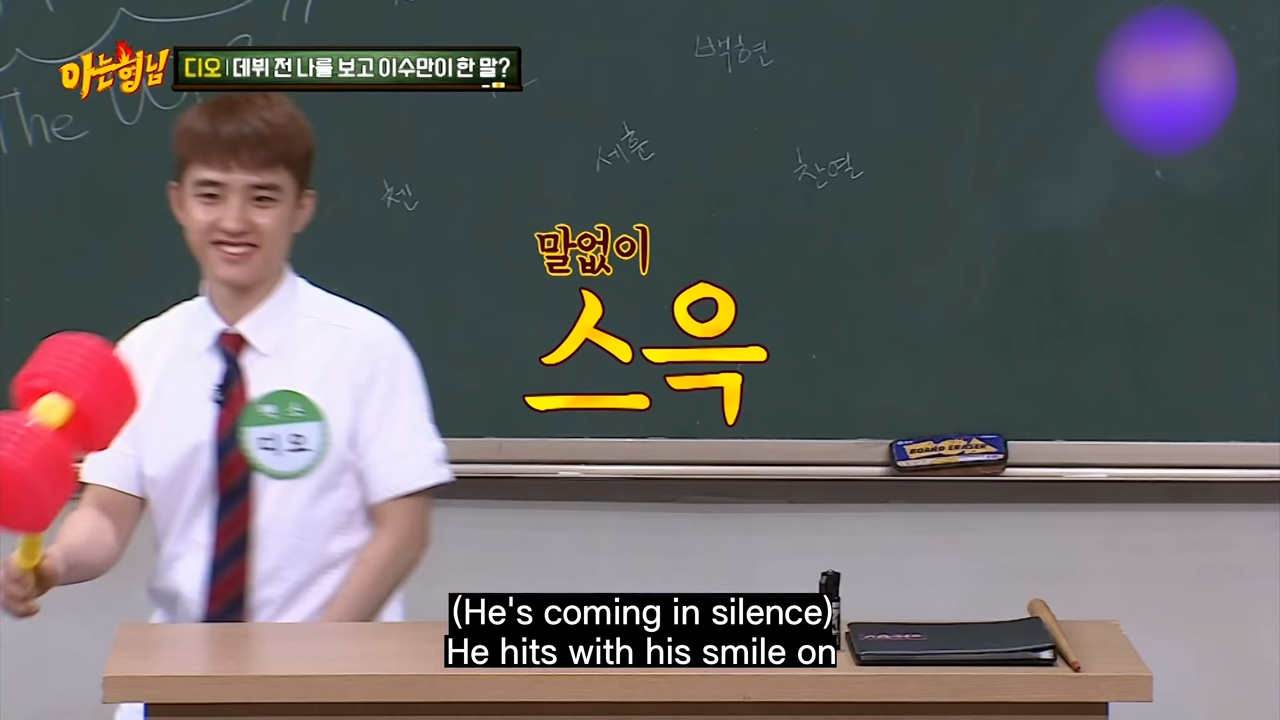 아는형님
디오 | 데뷔 전 나를 보고 이수만이 한 말?
The
백현
세훈
찬열
첸
말없이
스윽
디오
BOARD ERASER
(He's coming in silence)
He hits with his smile on